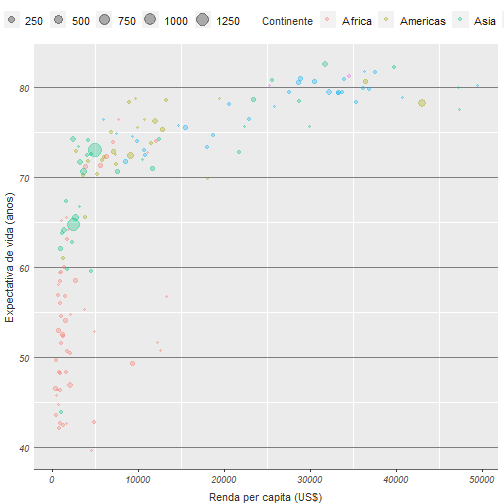 250 500 750 1000 1250 Continente Africa Americas Asia
Expectativa de vida (anos)
80
70
60
50
40
0 10000 20000 30000 40000 50000
Renda per capita (US$)